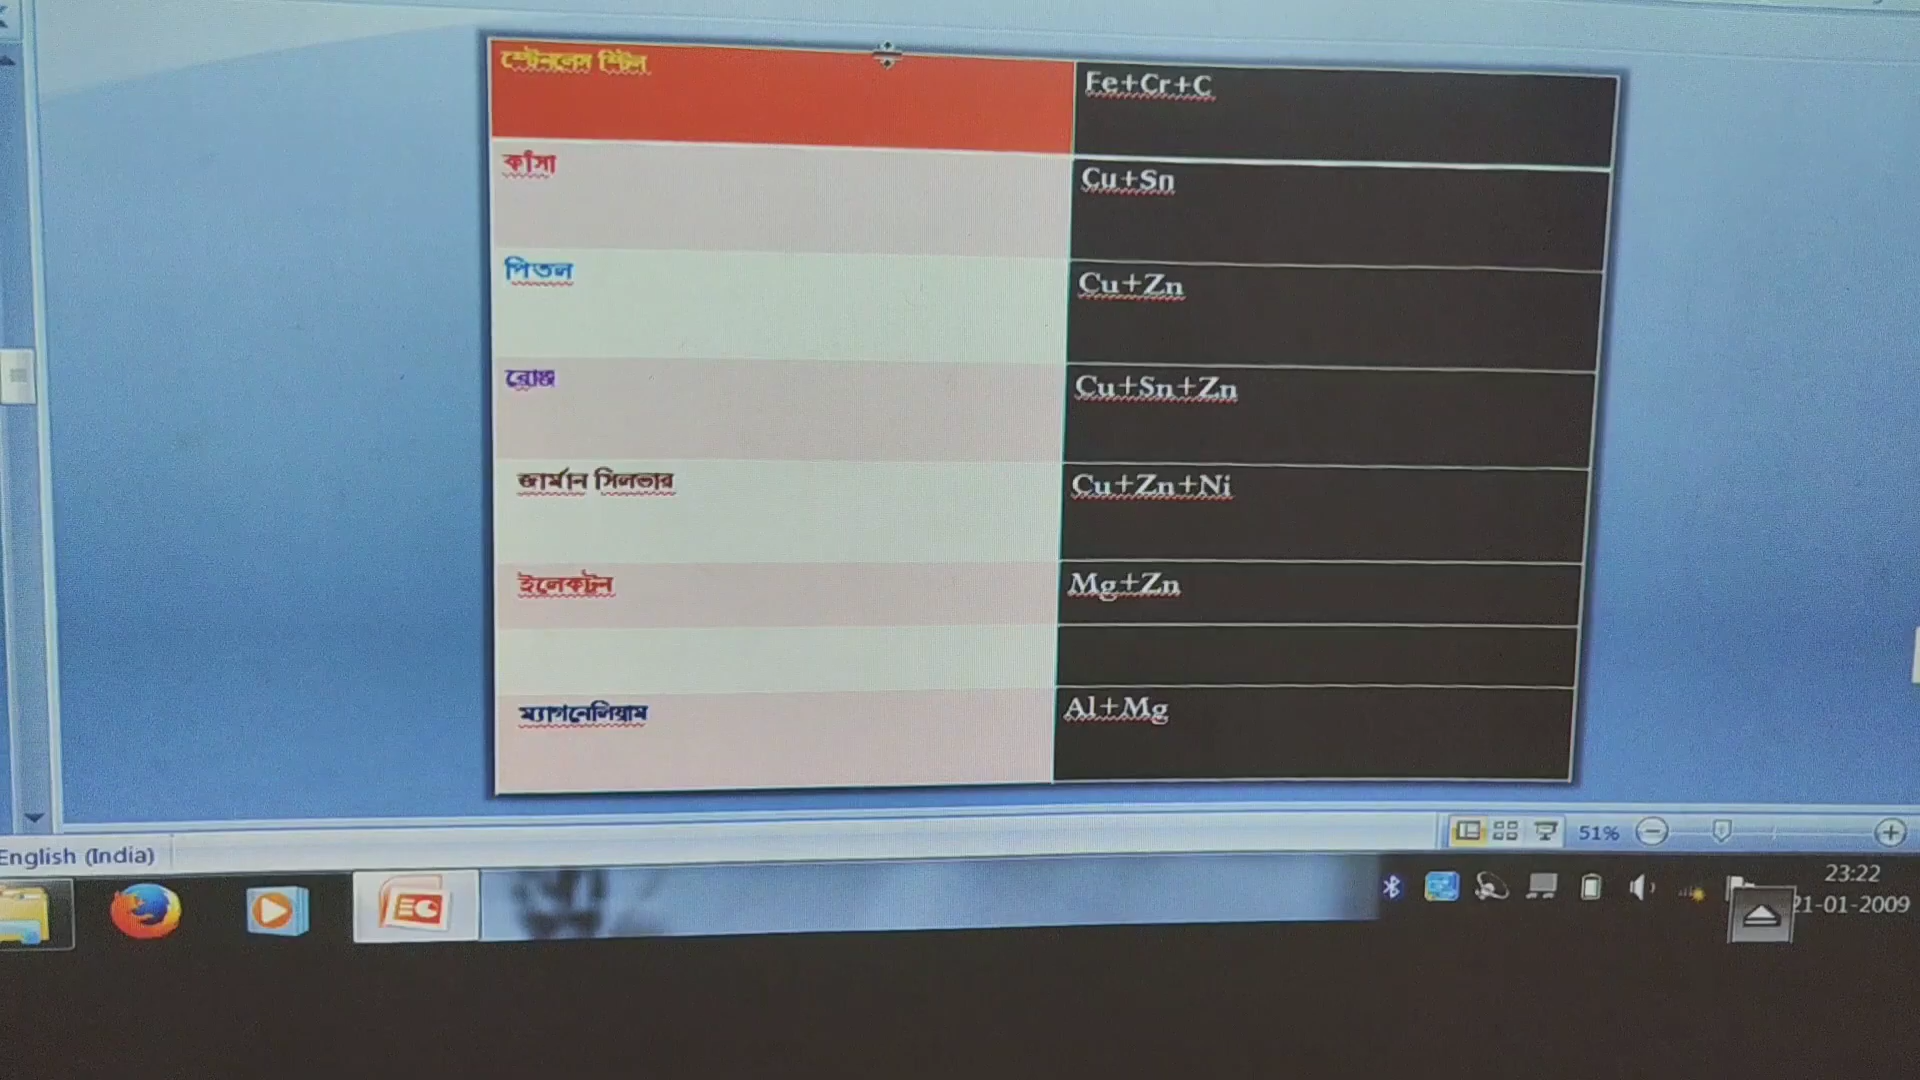 স্টেনলেস স্টিল
Fe+Cr+C
কাঁসা
Cu+Sn
পিতল
Cu+Zn
ব্রোঞ্জ
Cu+Sn+Zn
জার্মান সিলভার
Cu+Zn+Ni
ইলেকট্রন
Mg+Zn
ম্যাগনেলিয়াম
Al+Mg
51%
English (India)
23:22
21-01-2009